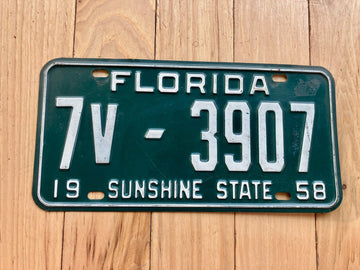 FLORIDA
7V - 3907
19 SUNSHINE STATE 58